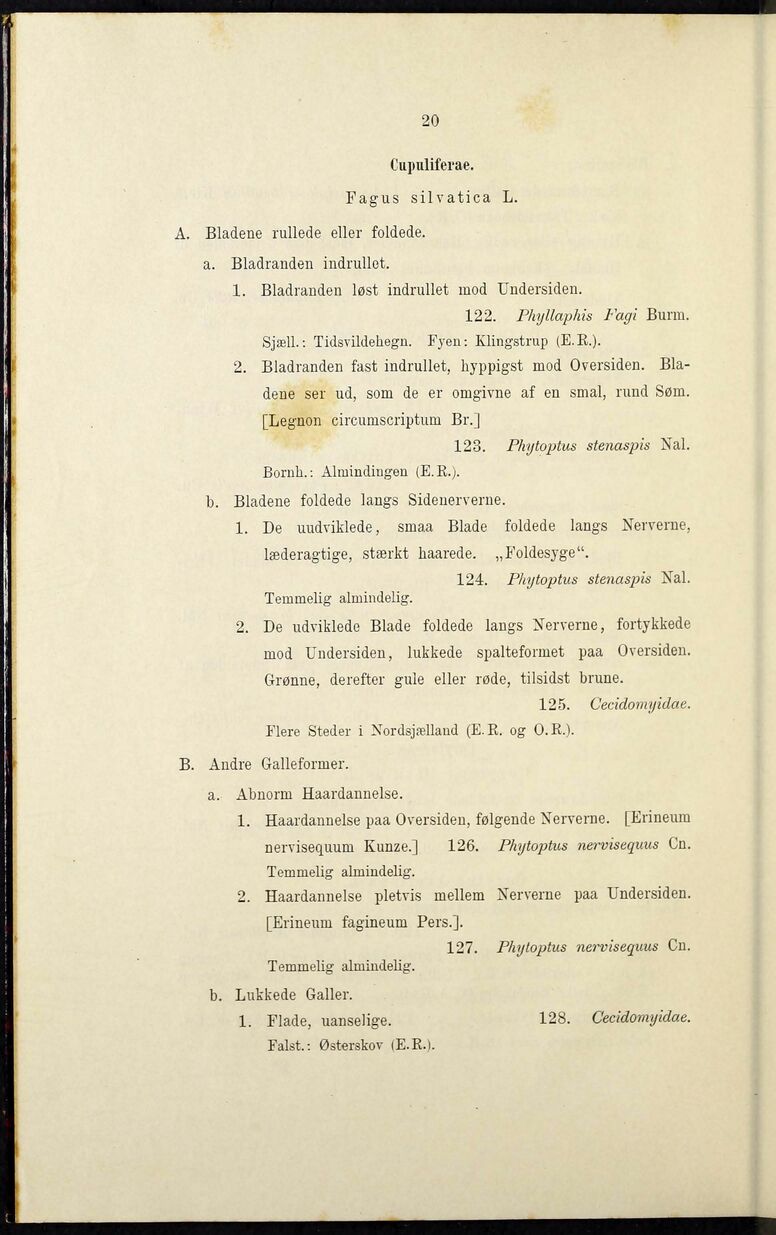 20
Cupuliferae.
Fagus silvatica L.
A. Bladene rullede eller foldede.
a. Bladranden indrullet.
1. Bladranden løst indrullet mod Undersiden.
122. Phyllaphis Fagi Burm.
Sjæll.: Tidsvildehegn. Fyen: Klingstrup (E.R.).
2. Bladranden fast indrullet, hyppigst mod Oversiden. Bla-
dene ser ud, som de er omgivne af en smal, rund Søm.
[Legnon circumscriptum Br.]
123. Phytoptus stenaspis Nal.
Bornh.: Almindingen (E.R.).
b. Bladene foldede langs Sidenerverne.
1. De uudviklede, smaa Blade foldede langs Nerverne,
læderagtige, stærkt haarede. „Foldesyge“.
124. Phytoptus stenaspis Nal.
Temmelig almindelig.
2. De udviklede Blade foldede langs Nerverne, fortykkede
mod Undersiden, lukkede spalteformet paa Oversiden.
Grønne, derefter gule eller røde, tilsidst brune.
125. Cecidomyidae.
Flere Steder i Nordsjælland (E.R. og O.R.).
B. Andre Galleformer.
a. Abnorm Haardannelse.
1. Haardannelse paa Oversiden, følgende Nerverne. [Erineum
nervisequum Kunze.] 126. Phytoptus nervisequus Cn.
Temmelig almindelig.
2. Haardannelse pletvis mellem Nerverne paa Undersiden.
[Erineum fagineum Pers.].
127. Phytoptus nervisequus Cn.
Temmelig almindelig.
b. Lukkede Galler.
1. Flade, uanselige. 128. Cecidomyidae.
Falst.: Østerskov (E.R.).